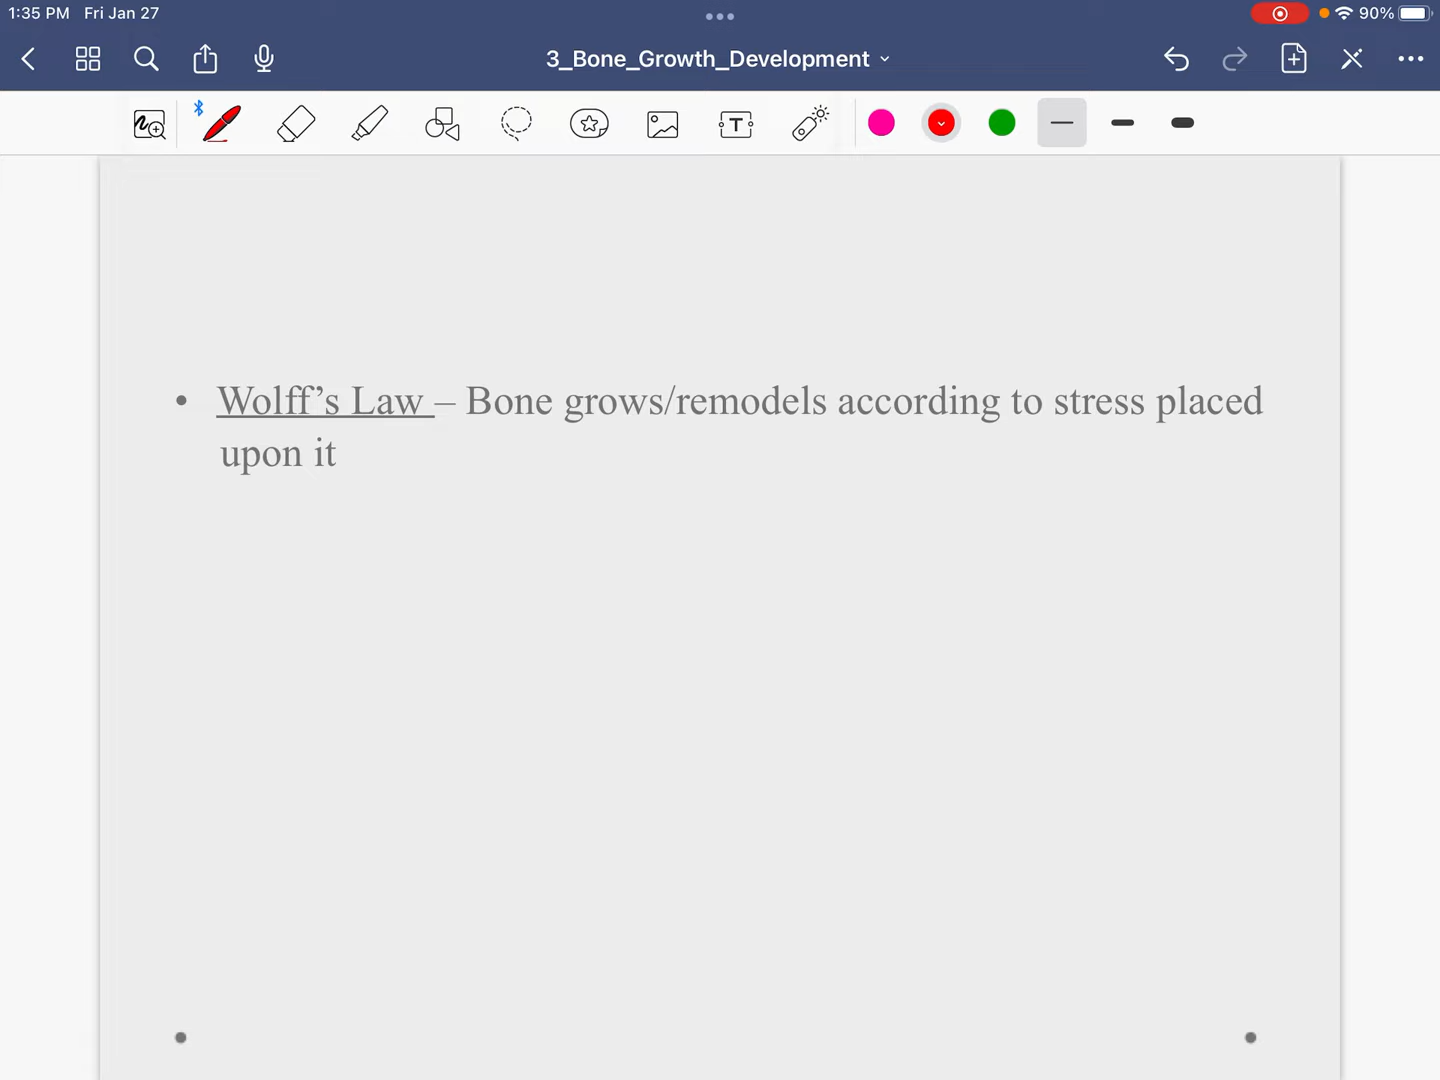 1:35 PM Fri Jan 27
90%
3_Bone_Growth_Development
T
• Wolff’s Law – Bone grows/remodels according to stress placed
upon it